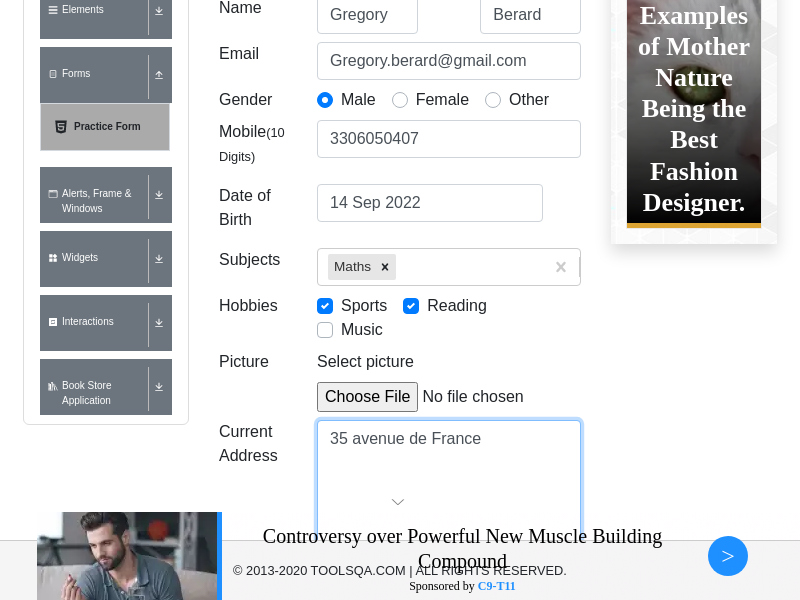 Elements
Forms
Practice Form
Alerts, Frame &
Windows
Widgets
Interactions
Book Store
Application
Name
Gregory
Berard
Email
Gregory.berard@gmail.com
Gender
Male
Female
Other
Mobile(10
Digits)
3306050407
Date of
Birth
14 Sep 2022
Subjects
Maths
Hobbies
Sports
Reading
Music
Picture
Select picture
Choose File No file chosen
Current
Address
35 avenue de France
Examples
of Mother
Nature
Being the
Best
Fashion
Designer.
Controversy over Powerful New Muscle Building
Compound
© 2013-2020 TOOLSQA.COM | ALL RIGHTS RESERVED.
Sponsored by C9-T11